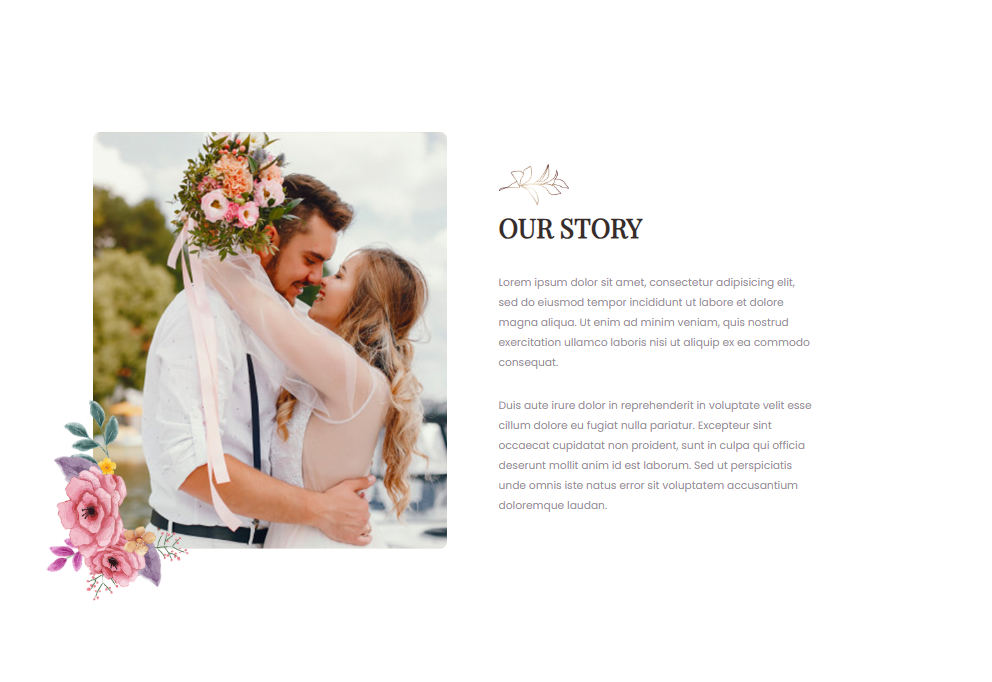 OUR STORY
Lorem ipsum dolor sit amet, consectetur adipisicing elit,
sed do eiusmod tempor incididunt ut labore et dolore
magna aliqua. Ut enim ad minim veniam, quis nostrud
exercitation ullamco laboris nisi ut aliquip ex ea commodo
consequat.
Duis aute irure dolor in reprehenderit in voluptate velit esse
cillum dolore eu fugiat nulla pariatur. Excepteur sint
occaecat cupidatat non proident, sunt in culpa qui officia
deserunt mollit anim id est laborum. Sed ut perspiciatis
unde omnis iste natus error sit voluptatem accusantium
doloremque laudan.